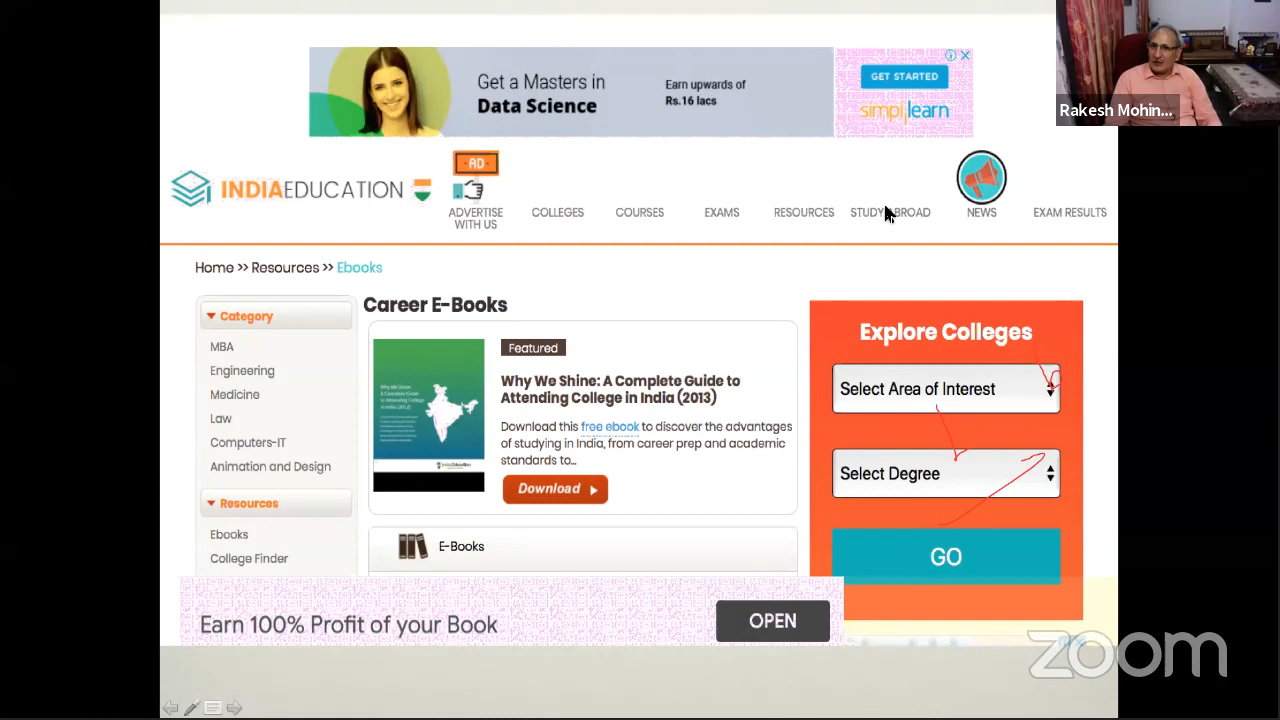 Get a Masters in
Data Science
Earn upwards of
Rs.16 lacs
GET STARTED
simplilearn
Rakesh Mohin...
INDIAEDUCATION
AD
ADVERTISE
WITH US
COLLEGES
COURSES
EXAMS
RESOURCES
STUDY ABROAD
NEWS
EXAM RESULTS
Home >> Resources >> Ebooks
Category
MBA
Engineering
Medicine
Law
Computers-IT
Animation and Design
Resources
Ebooks
College Finder
Career E-Books
Featured
Why We Shine: A Complete Guide to
Attending College in India (2013)
Download this free ebook to discover the advantages
of studying in India, from career prep and academic
standards to...
Download
E-Books
Explore Colleges
Select Area of Interest
Select Degree
GO
Earn 100% Profit of your Book
OPEN
zoom